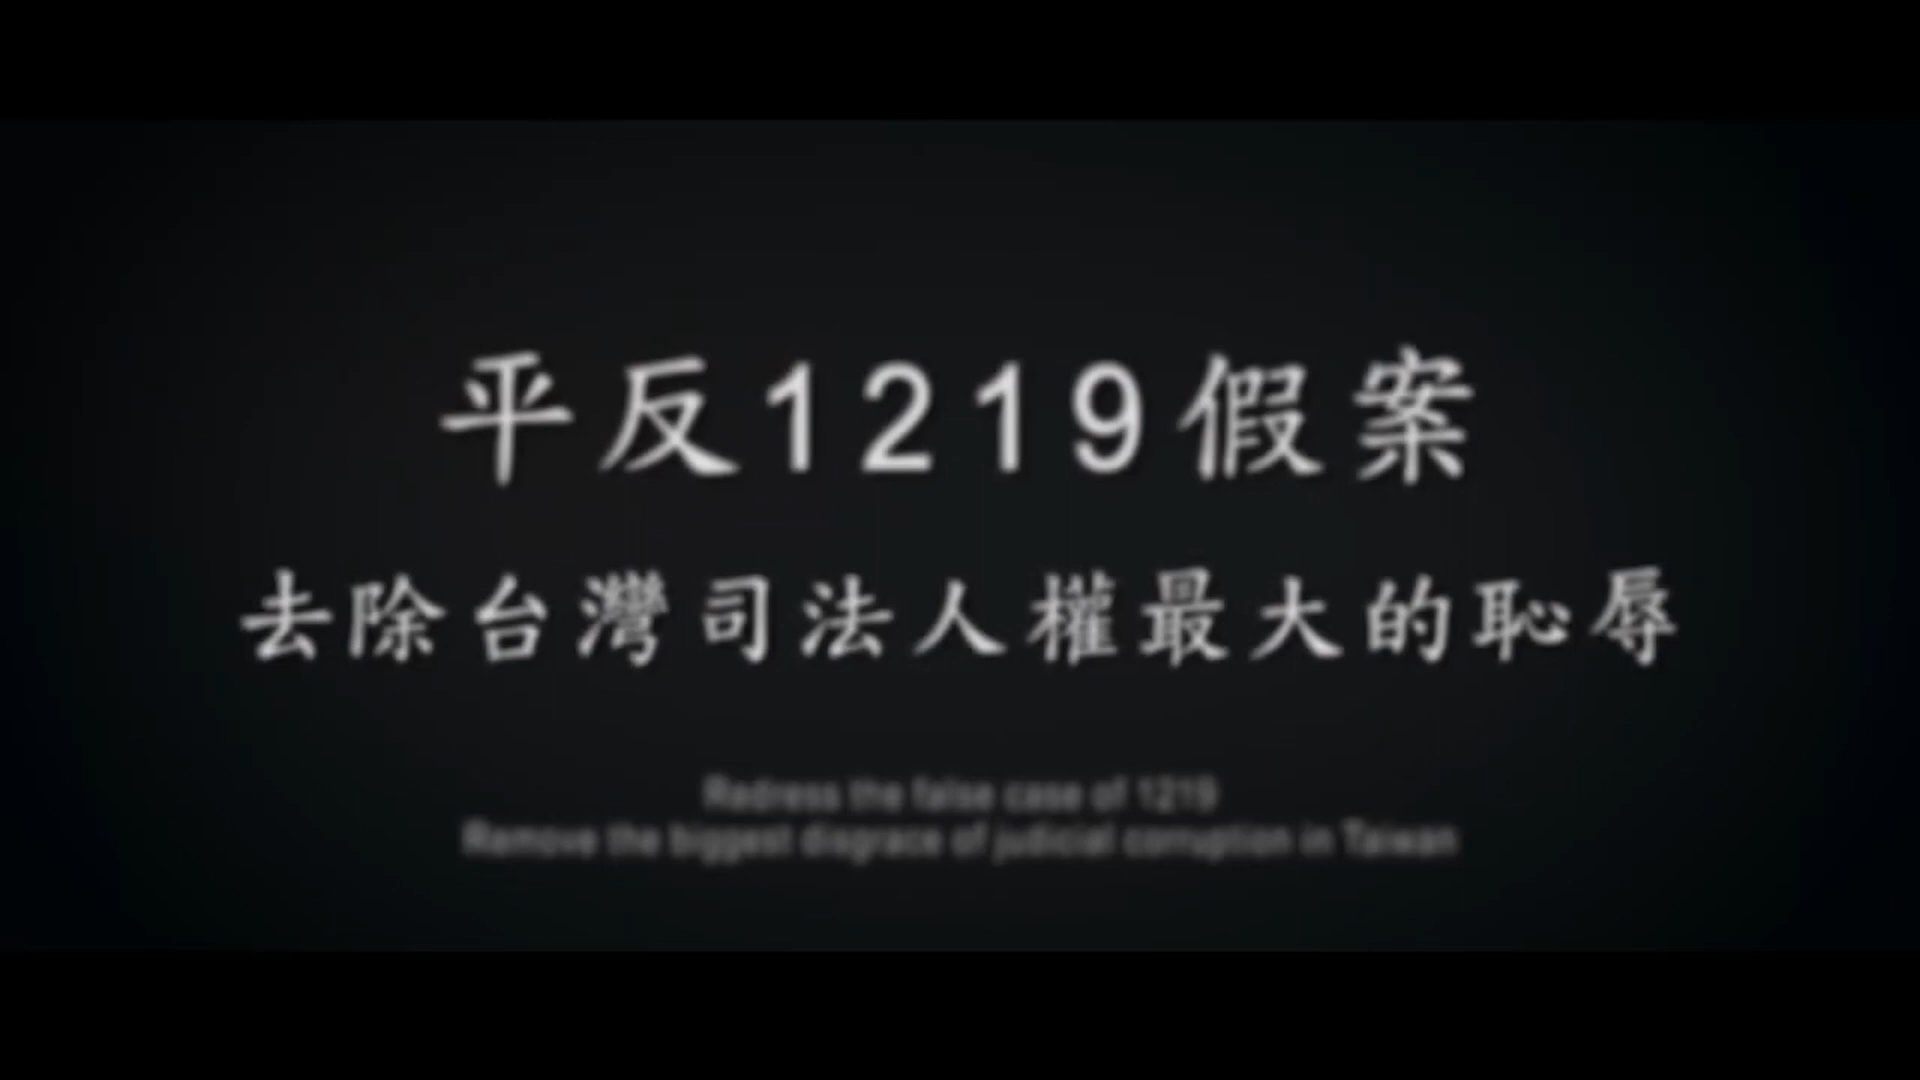 平反1219假案
去除台灣司法人權最大的恥辱
Redress the false case of 1219
Remove the biggest disgrace of judicial corruption in Taiwan